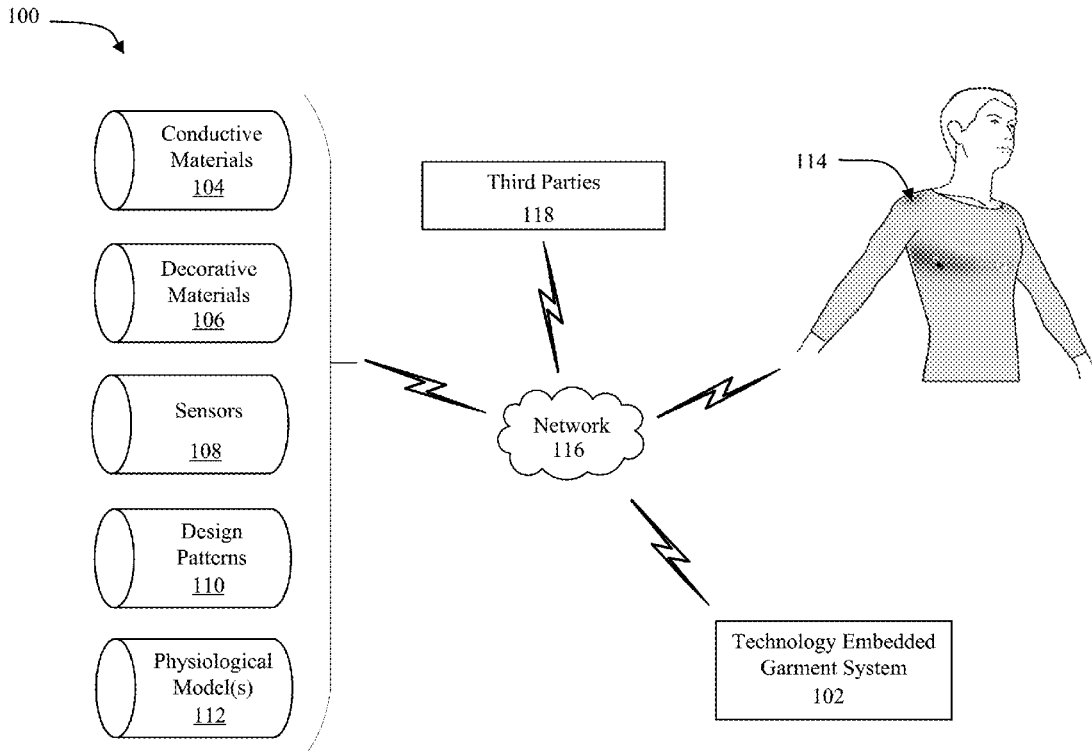 100
Conductive
Materials
104
Decorative
Materials
106
Sensors
108
Design
Patterns
110
Physiological
Model(s)
112
Third Parties
118
114
Network
116
Technology Embedded
Garment System
102